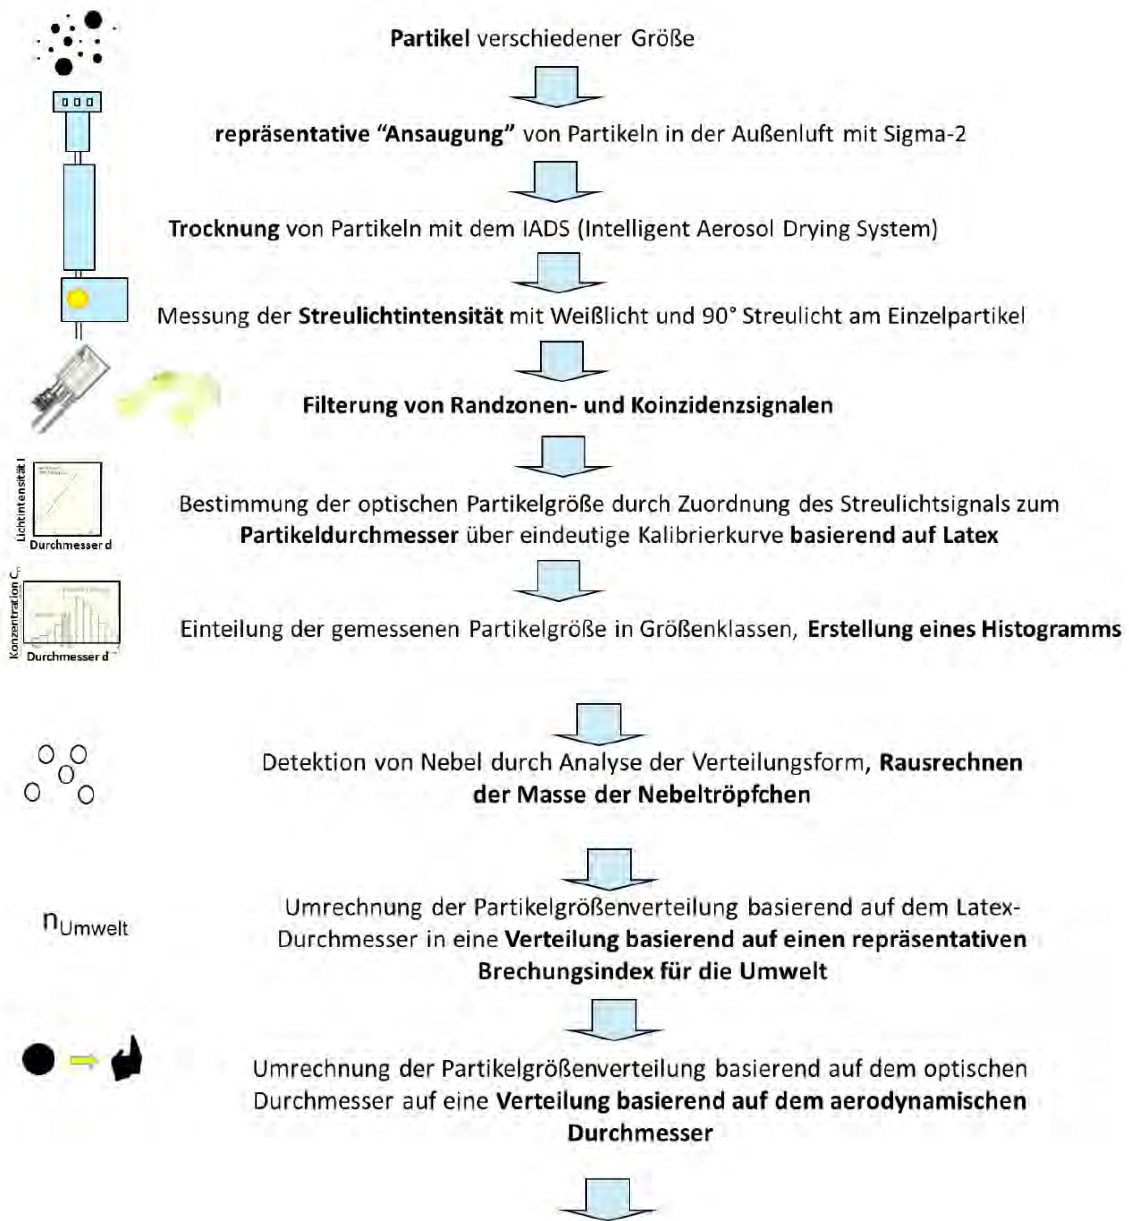 Partikel verschiedener Größe
repräsentative “Ansaugung” von Partikeln in der Außenluft mit Sigma-2
Trocknung von Partikeln mit dem IADS (Intelligent Aerosol Drying System)
Messung der Streulichtintensität mit Weißlicht und 90° Streulicht am Einzelpartikel
Filterung von Randzonen- und Koinzidenzsignalen
Lichtintensität I
Durchmesser d
Bestimmung der optischen Partikelgröße durch Zuordnung des Streulichtsignals zum
Partikeldurchmesser über eindeutige Kalibrierkurve basierend auf Latex
Konzentration Cn
Durchmesser d
Einteilung der gemessenen Partikelgröße in Größenklassen, Erstellung eines Histogramms
Detektion von Nebel durch Analyse der Verteilungsform, Rausrechnen
der Masse der Nebeltröpfchen
nUmwelt
Umrechnung der Partikelgrößenverteilung basierend auf dem Latex-
Durchmesser in eine Verteilung basierend auf einen repräsentativen
Brechungsindex für die Umwelt
Umrechnung der Partikelgrößenverteilung basierend auf dem optischen
Durchmesser auf eine Verteilung basierend auf dem aerodynamischen
Durchmesser